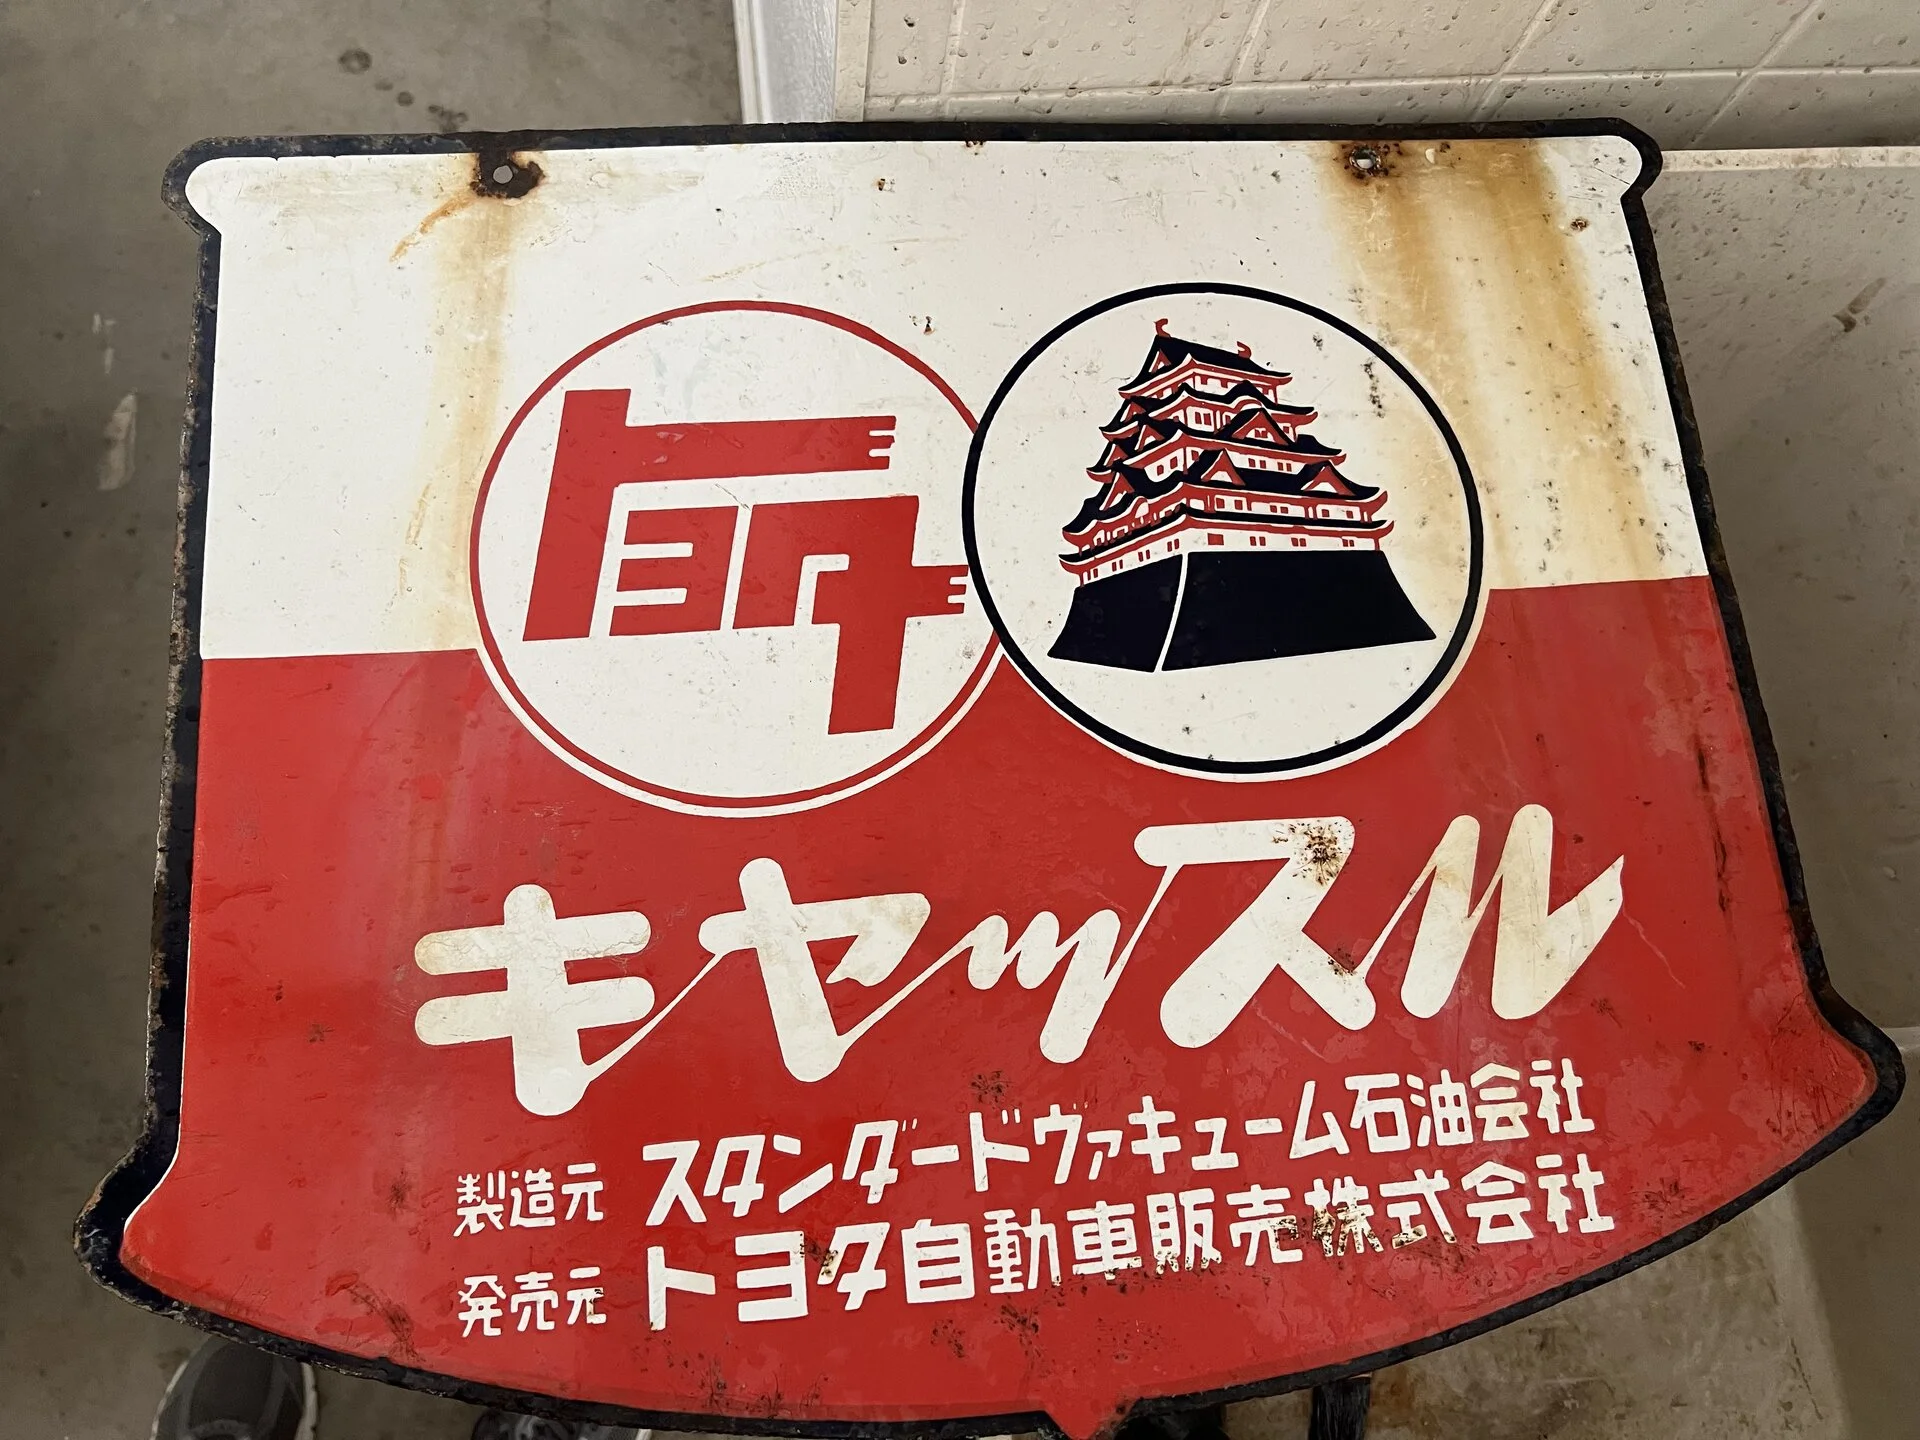 トヨタ
キャッスル
製造元 スタンダードヴァキューム石油会社
発売元 トヨタ自動車販売株式会社